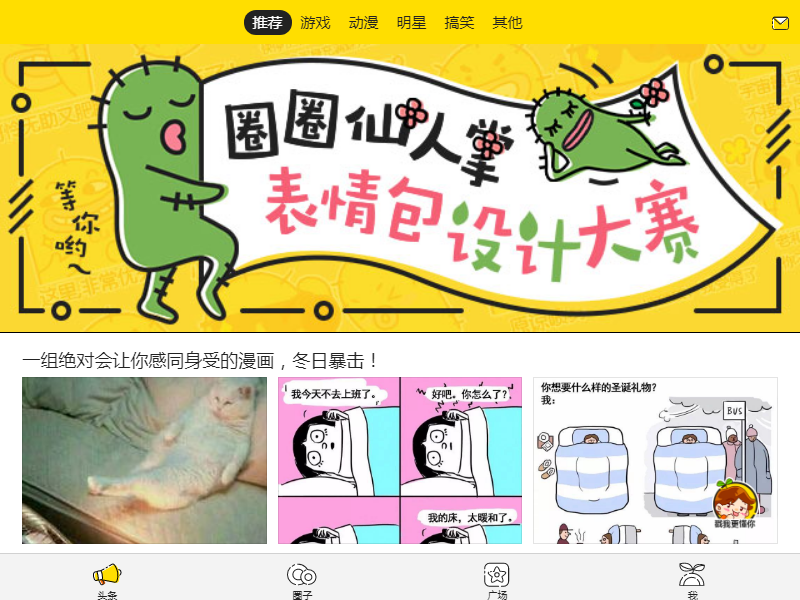 推荐 游戏 动漫 明星 搞笑 其他
圈圈仙人掌
表情包设计大赛
等你哟~
一组绝对会让你感同身受的漫画，冬日暴击！
我今天不去上班了。
好吧。你怎么了？
我的床，太暖和了。
你想要什么样的圣诞礼物？
我：
BUS
戳我更懂你
头条 圈子 广场 我